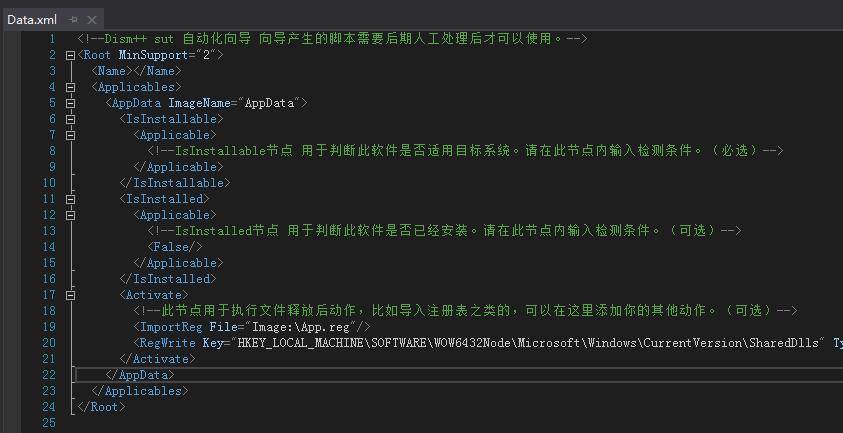 Data.xml
1 <!--Dism++ sut 自动化向导 向导产生的脚本需要后期人工处理后才可以使用。-->
2 <Root MinSupport="2">
3 <Name></Name>
4 <Applicables>
5 <AppData ImageName="AppData">
6 <IsInstallable>
7 <Applicable>
8 <!--IsInstallable节点 用于判断此软件是否适用目标系统。请在此节点内输入检测条件。（必选）-->
9 </Applicable>
10 </IsInstallable>
11 <IsInstalled>
12 <Applicable>
13 <!--IsInstalled节点 用于判断此软件是否已经安装。请在此节点内输入检测条件。（可选）-->
14 <False/>
15 </Applicable>
16 </IsInstalled>
17 <Activate>
18 <!--此节点用于执行文件释放后动作，比如导入注册表之类的，可以在这里添加你的其他动作。（可选）-->
19 <ImportReg File="Image:\App.reg"/>
20 <RegWrite Key="HKEY_LOCAL_MACHINE\SOFTWARE\WOW6432Node\Microsoft\Windows\CurrentVersion\SharedDlls" Ty
21 </Activate>
22 </AppData>
23 </Applicables>
24 </Root>
25